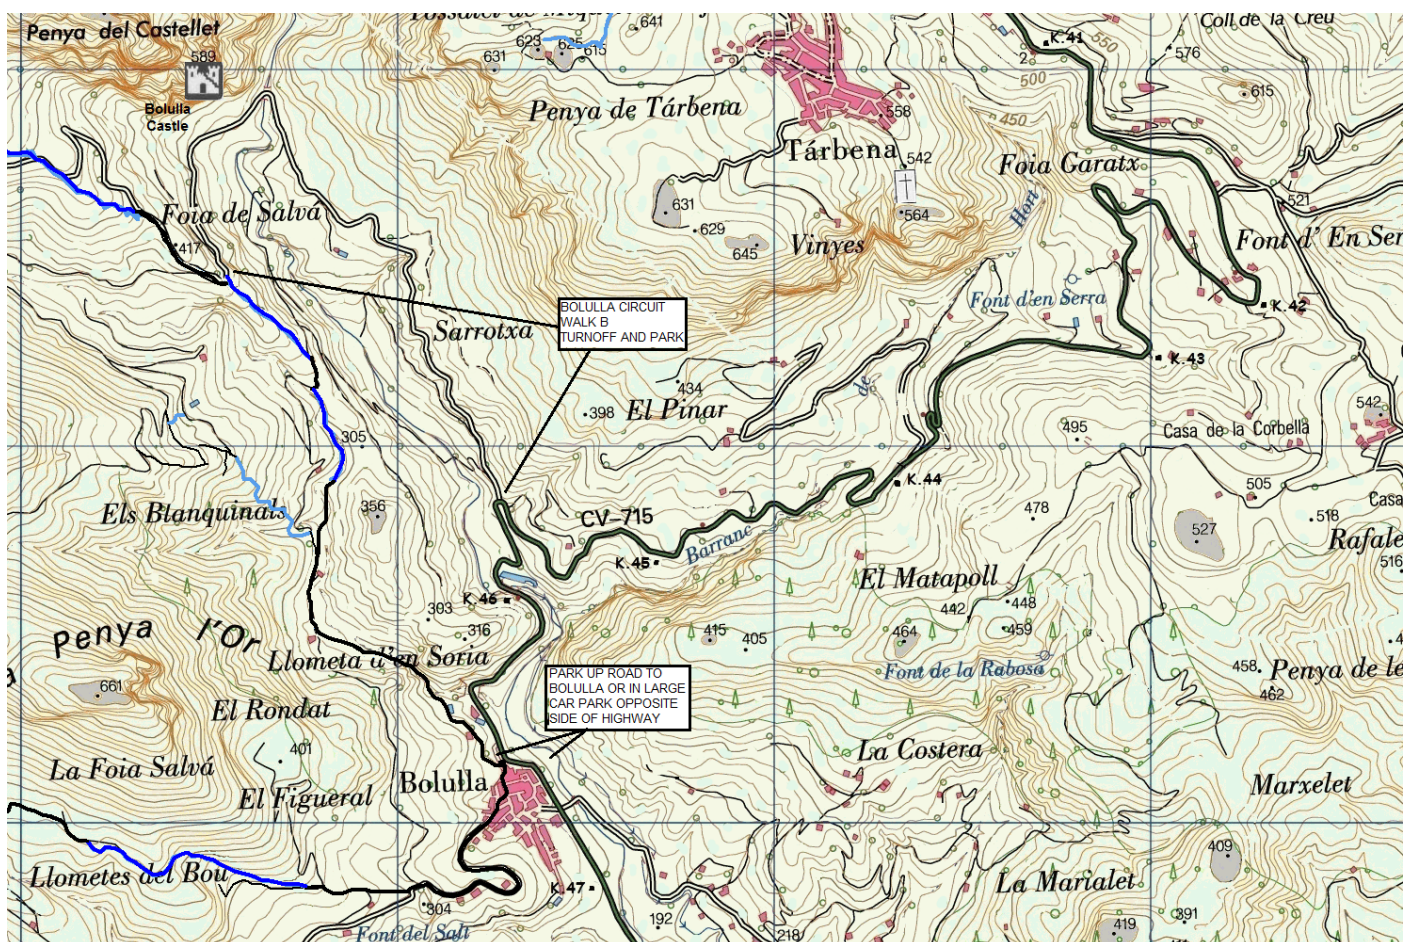 Penya del Castellet
641
K.41
550
Coll de la Creu
576
589
631
623
625
615
2
500
615
Bolulla
Castle
Penya de Tárbena
558
450
Tárbena
542
Foia Garatx
Foia de Salvá
631
564
Hort
521
417
629
645
Vinyes
Font d' En Ser
Font d'en Serra
K.42
BOLULLA CIRCUIT
WALK B
TURNOFF AND PARK
Sarrotxa
K.43
434
de
398
El Pinar
542
305
495
Casa de la Corbella
C
K.44
505
Casa
356
Els Blanquinals
CV-715
478
518
527
Rafale
Barranc
516
K.45
El Matapoll
K.46
303
442
448
Penya l'Or
316
415
405
464
459
Llometa d'en Soria
Font de la Rabosa
458
Penya de le
661
462
PARK UP ROAD TO
BOLULLA OR IN LARGE
CAR PARK OPPOSITE
SIDE OF HIGHWAY
El Rondat
401
La Costera
La Foia Salvá
Bolulla
Marxelet
El Figueral
409
Llometes del Bou
La Marialet
K.47
304
192
391
419
Font del Salt
218